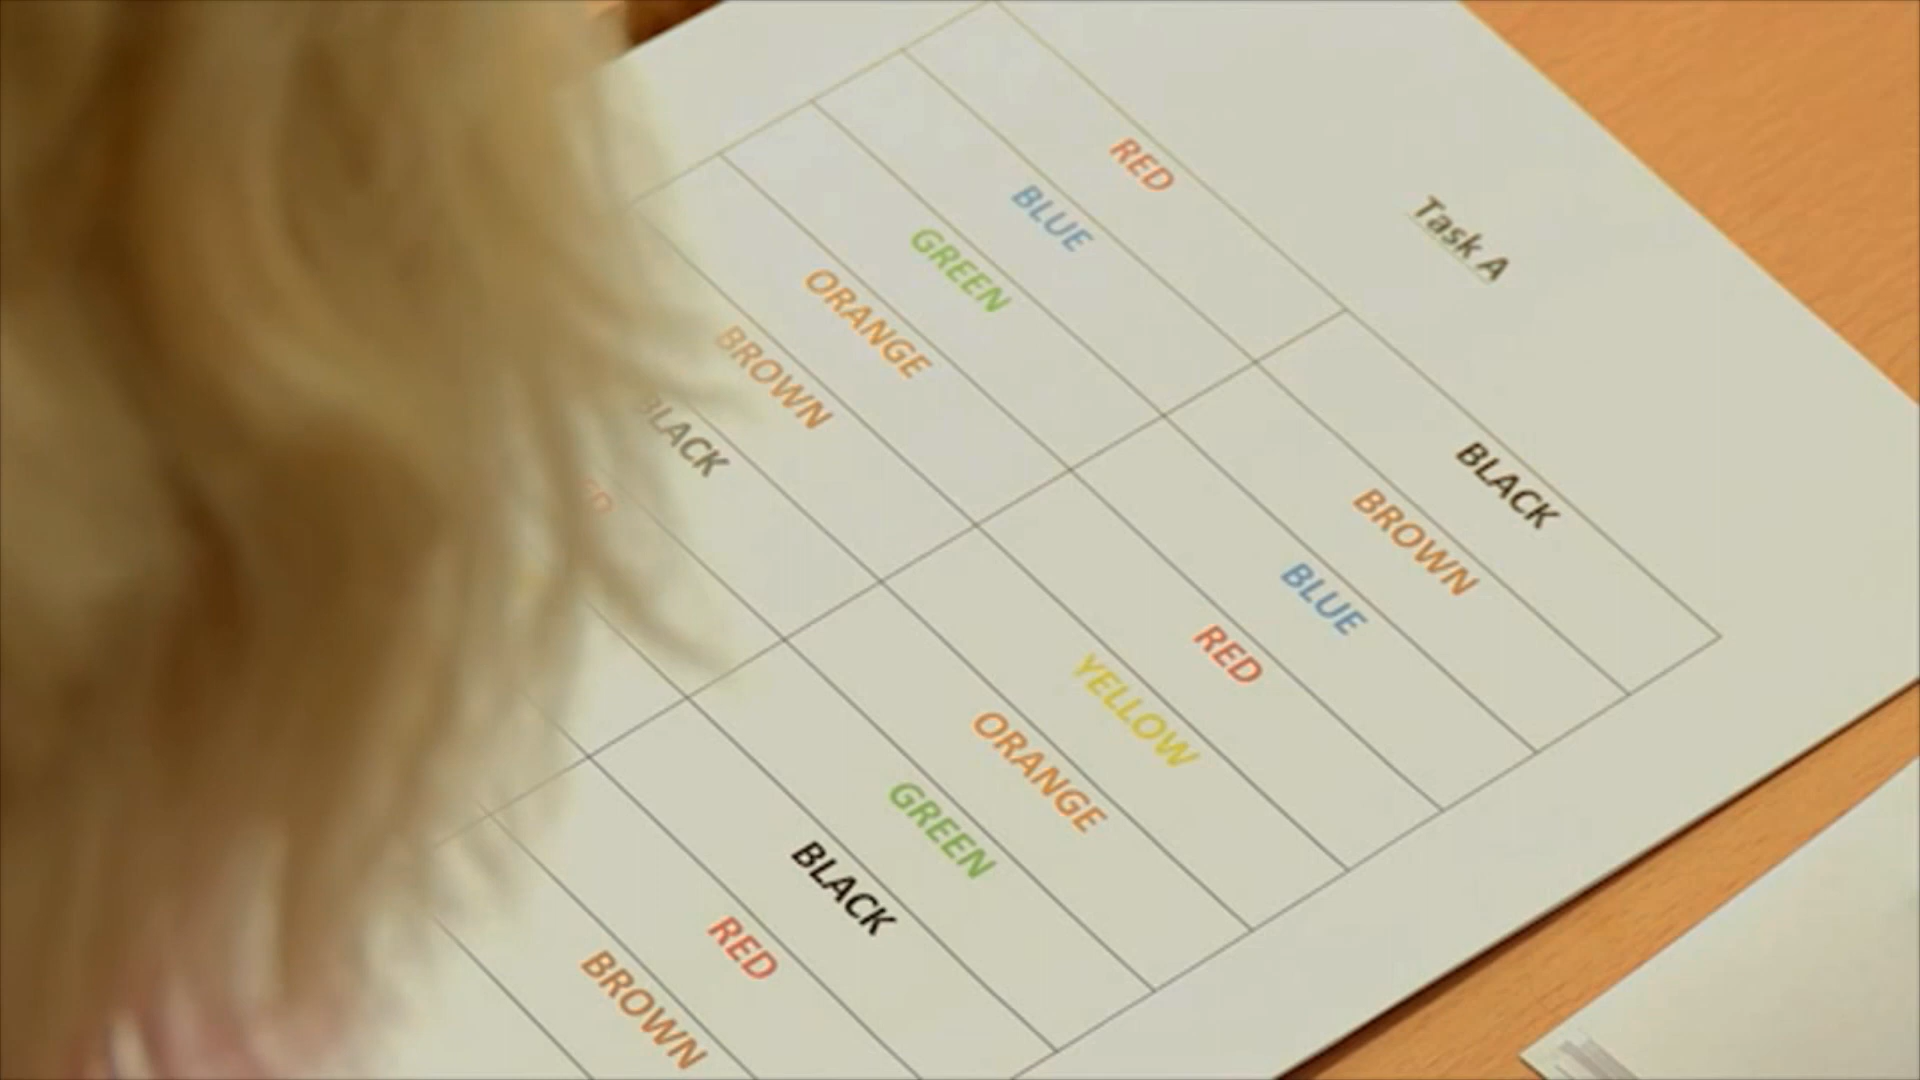 Task A
RED BLACK
BLUE BROWN
GREEN BLUE
ORANGE RED
BROWN YELLOW
BLACK ORANGE
GREEN
BLACK
RED
BROWN